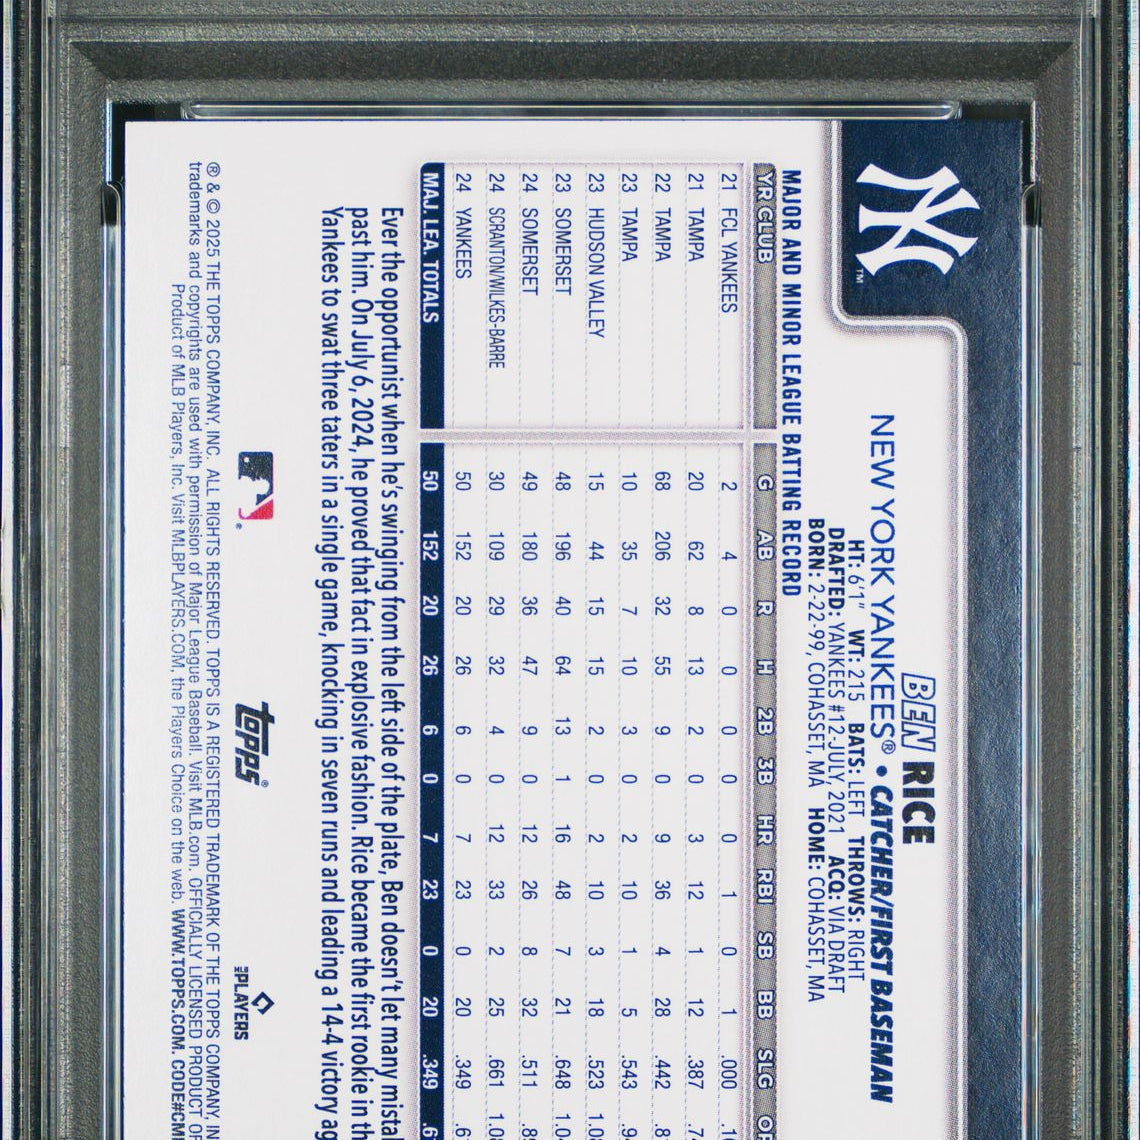 BEN RICE
NEW YORK YANKEES® • CATCHER/FIRST BASEMAN
HT: 6'1" WT: 215 BATS: LEFT THROWS: RIGHT
DRAFTED: YANKEES #12-JULY, 2021 ACQ: VIA DRAFT
BORN: 2-22-99, COHASSET, MA HOME: COHASSET, MA
MAJOR AND MINOR LEAGUE BATTING RECORD
YR CLUB G AB R H 2B 3B HR RBI SB BB SLG
21 FCL YANKEES 2 4 0 0 0 0 0 1 0 1 .000
21 TAMPA 20 62 8 13 2 0 3 12 1 12 .387
22 TAMPA 68 206 32 55 9 0 9 36 4 28 .442
23 TAMPA 10 35 7 10 3 0 2 10 1 5 .543
23 HUDSON VALLEY 15 44 15 15 2 0 2 10 3 18 .523
23 SOMERSET 48 196 40 64 13 1 16 48 7 21 .648
24 SOMERSET 49 180 36 47 9 0 12 26 8 32 .511
24 SCRANTON/WILKES-BARRE 30 109 29 32 4 0 12 33 2 25 .661
24 YANKEES 50 152 20 26 6 0 7 23 0 20 .349
MAJ. LEA. TOTALS 50 152 20 26 6 0 7 23 0 20 .349
Ever the opportunist when he's swinging from the left side of the plate, Ben doesn't let many
past him. On July 6, 2024, he proved that fact in explosive fashion. Rice became the first rookie in
Yankees to swat three taters in a single game, knocking in seven runs and leading a 14-4 victory
topps®
MLB PLAYERS
® & © 2025 THE TOPPS COMPANY, INC. ALL RIGHTS RESERVED. TOPPS IS A REGISTERED TRADEMARK OF THE TOPPS COMPANY,
trademarks and copyrights are used with permission of Major League Baseball. Visit MLB.com. OFFICIALLY LICENSED PRODUCT
Product of MLB Players, Inc. Visit MLBPLAYERS.COM, the Players Choice on the web. WWW.TOPPS.COM. CODE#CM